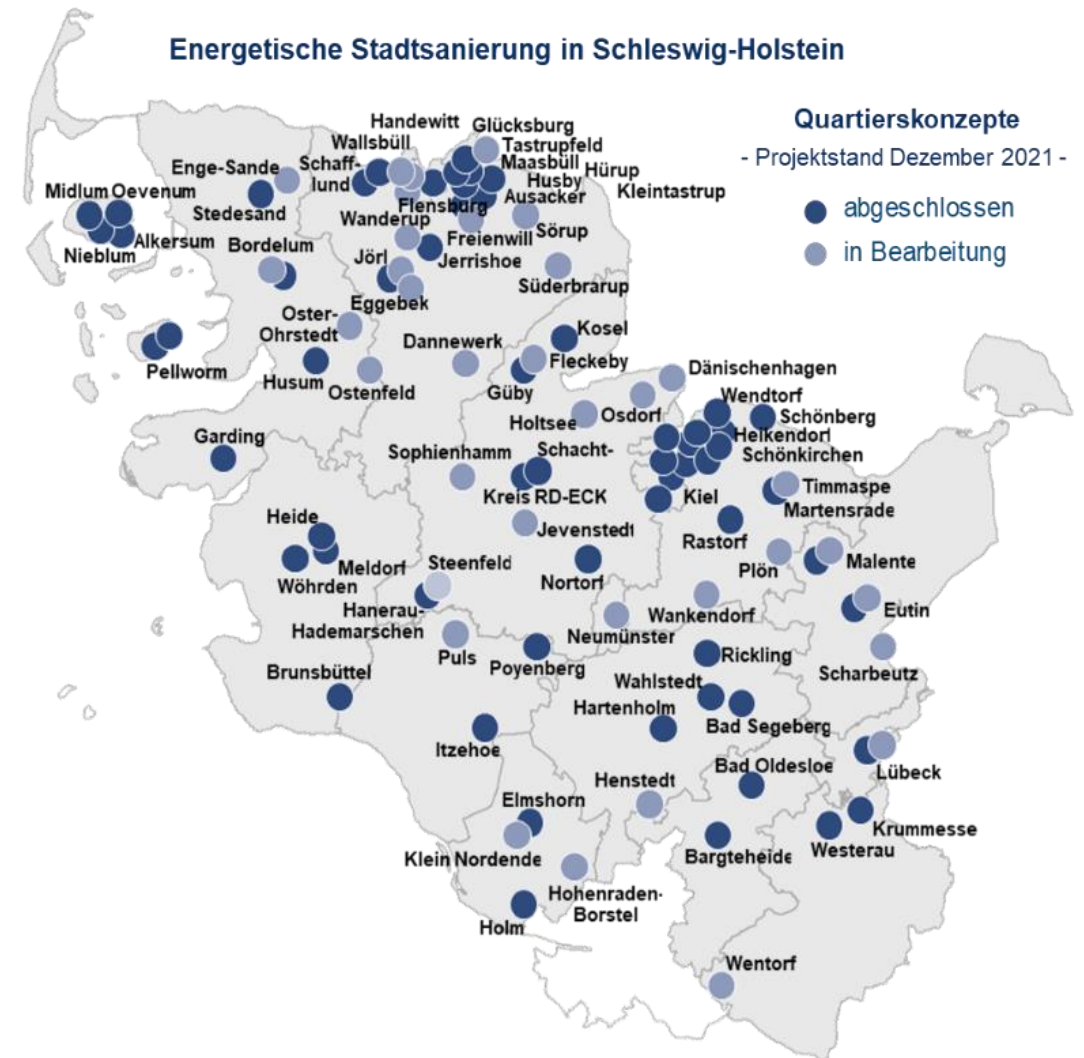 Energetische Stadtsanierung in Schleswig-Holstein
Quartierskonzepte
- Projektstand Dezember 2021 -
abgeschlossen
in Bearbeitung
Handewitt
Glücksburg
Wallsbüll
Tastrupfeld
Enge-Sande
Schaff-
lund
Maasbüll
Hürup
Husby
Kleintastrup
Midlum
Oevenum
Stedesand
Flensburg
Ausacker
Wanderup
Freienwill
Sörup
Nieblum
Alkersum
Bordelum
Jörl
Jerrishoe
Süderbrarup
Eggebek
Oster-
Ohrstedt
Dannewerk
Kosel
Fleckeby
Pellworm
Husum
Ostenfeld
Güby
Dänischenhagen
Wendtorf
Holtsee
Osdorf
Schönberg
Garding
Heikendorf
Sophienhamm
Schacht-
Schönkirchen
Kreis RD-ECK
Kiel
Timmaspe
Martensrade
Heide
Jevenstedt
Rastorf
Meldorf
Steenfeld
Nortorf
Plön
Malente
Wöhrden
Hanerau-
Hademarschen
Neumünster
Wankendorf
Eutin
Puls
Poyenberg
Rickling
Scharbeutz
Brunsbüttel
Wahlstedt
Hartenholm
Bad Segeberg
Itzehoe
Bad Oldesloe
Lübeck
Henstedt
Elmshorn
Krummesse
Klein Nordende
Bargteheide
Westerau
Hohenraden-
Borstel
Holm
Wentorf